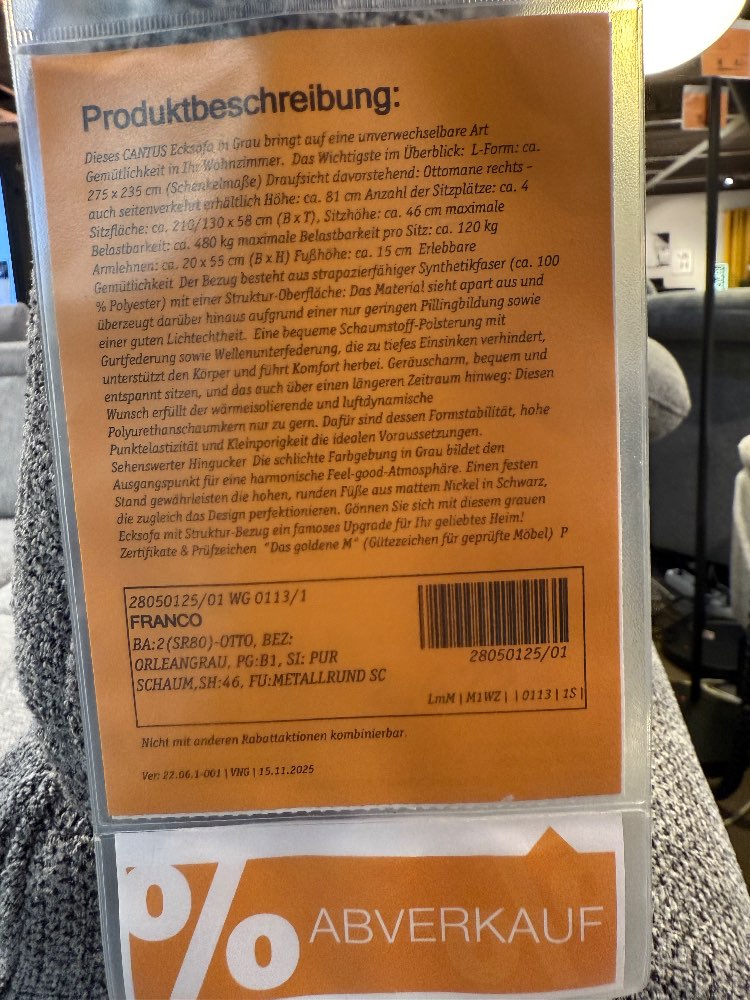 Produktbeschreibung:
Dieses CANTUS Ecksofa in Grau bringt auf eine unverwechselbare Art
Gemütlichkeit in Ihr Wohnzimmer. Das Wichtigste im Überblick: L-Form: ca.
275 x 235 cm (Schenkelmaße) Draufsicht davorstehend: Ottomane rechts –
auch seitenverkehrt erhältlich Höhe: ca. 81 cm Anzahl der Sitzplätze: ca. 4
Sitzfläche: ca. 210/130 x 58 cm (B x T), Sitzhöhe: ca. 46 cm maximale
Belastbarkeit: ca. 480 kg maximale Belastbarkeit pro Sitz: ca. 120 kg
Armlehnen: ca. 20 x 55 cm (B x H) Fußhöhe: ca. 15 cm Erlebbare
Gemütlichkeit Der Bezug besteht aus strapazierfähiger Synthetikfaser (ca. 100
% Polyester) mit einer Struktur-Oberfläche: Das Material sieht apart aus und
überzeugt darüber hinaus aufgrund einer nur geringen Pillingbildung sowie
einer guten Lichtechtheit. Eine bequeme Schaumstoff-Polsterung mit
Gurtfederung sowie Wellenunterfederung, die zu tiefes Einsinken verhindert,
unterstützt den Körper und führt Komfort herbei. Geräuscharm, bequem und
entspannt sitzen, und das auch über einen längeren Zeitraum hinweg: Diesen
Wunsch erfüllt der wärmeisolierende und luftdynamische
Polyurethanschaumkern nur zu gern. Dafür sind dessen Formstabilität, hohe
Punktelastizität und Kleinporigkeit die idealen Voraussetzungen.
Sehenswerter Hingucker Die schlichte Farbgebung in Grau bildet den
Ausgangspunkt für eine harmonische Feel-good-Atmosphäre. Einen festen
Stand gewährleisten die hohen, runden Füße aus mattem Nickel in Schwarz,
die zugleich das Design perfektionieren. Gönnen Sie sich mit diesem grauen
Ecksofa mit Struktur-Bezug ein famoses Upgrade für Ihr geliebtes Heim!
Zertifikate & Prüfzeichen "Das goldene M" (Gütezeichen für geprüfte Möbel) P
28050125/01 WG 0113/1
FRANCO
BA:2(SR80)-OTTO, BEZ:
ORLEANGRAU, PG:B1, SI: PUR
SCHAUM,SH:46, FU:METALLRUND SC
28050125/01
LmM | M1WZ | | 0113 | 1S |
Nicht mit anderen Rabattaktionen kombinierbar.
Ver: 22.06.1-001 | VNG | 15.11.2025
% ABVERKAUF